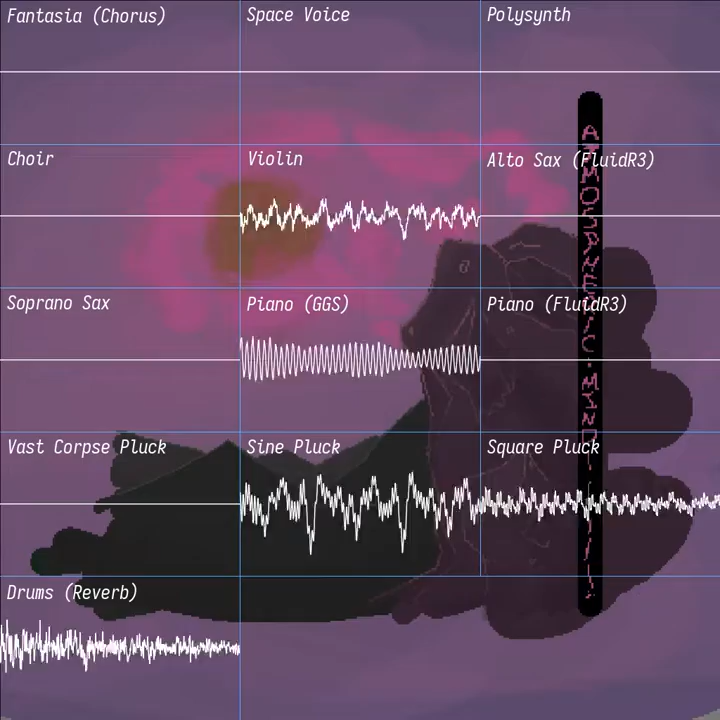 Fantasia (Chorus)
Space Voice
Polysynth
Choir
Violin
Alto Sax (FluidR3)
Soprano Sax
Piano (GGS)
Piano (FluidR3)
Vast Corpse Pluck
Sine Pluck
Square Pluck
Drums (Reverb)